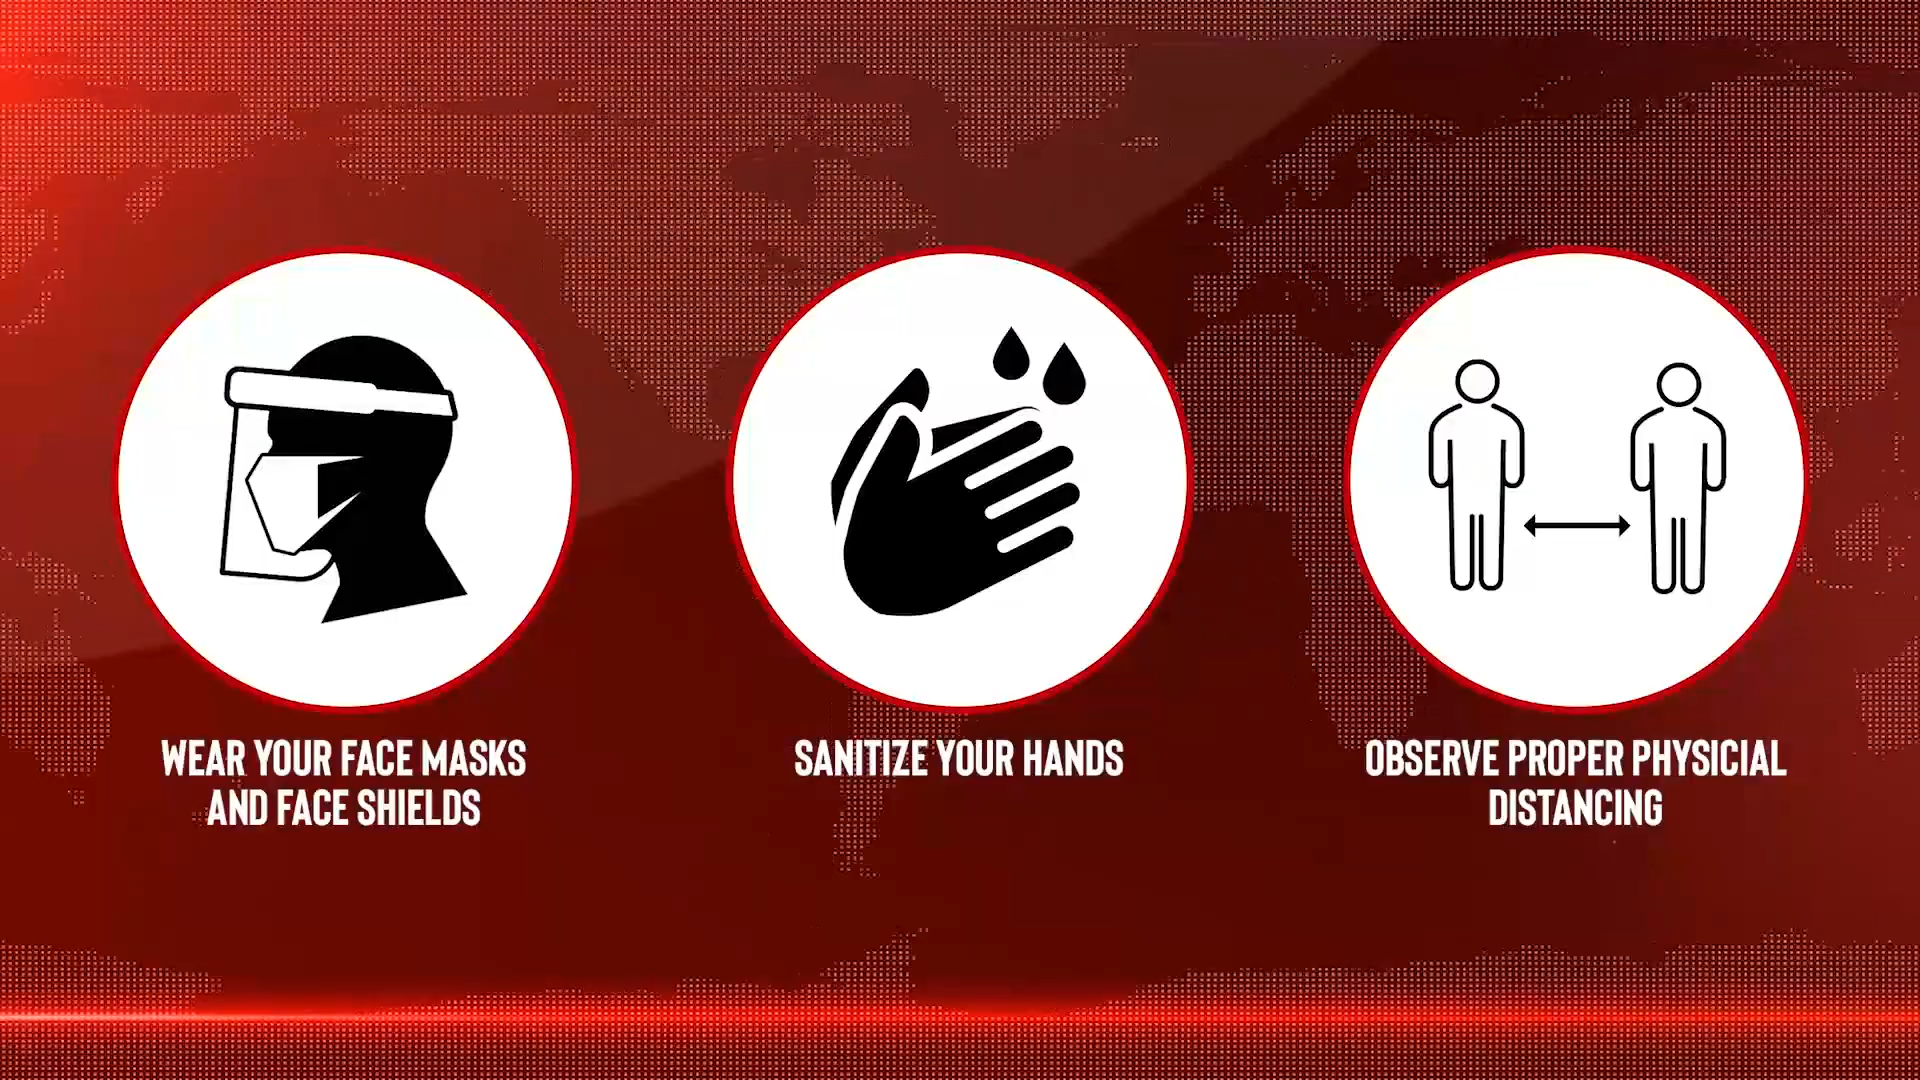 WEAR YOUR FACE MASKS
AND FACE SHIELDS
SANITIZE YOUR HANDS
OBSERVE PROPER PHYSICIAL
DISTANCING